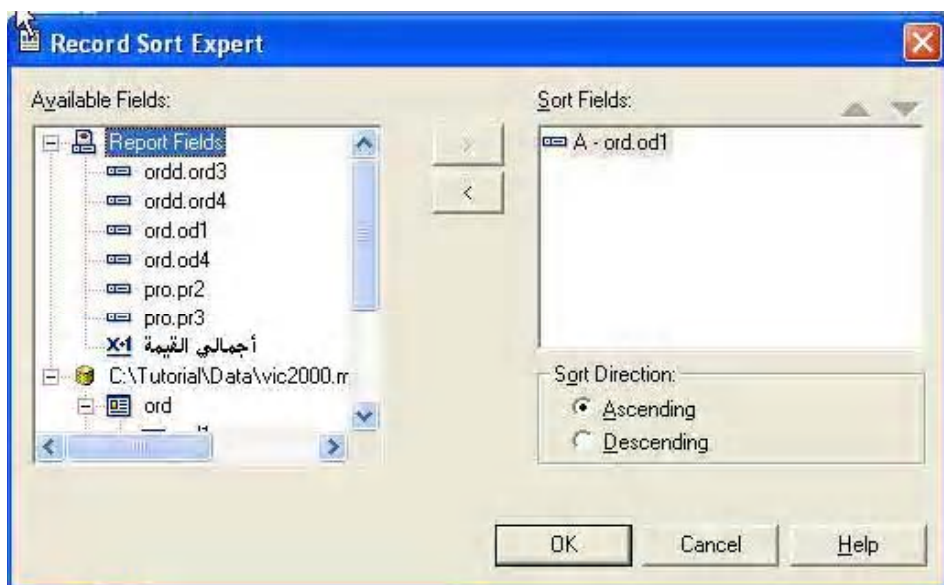 Record Sort Expert
Available Fields:
Report Fields
ordd.ord3
ordd.ord4
ord.od1
ord.od4
pro.pr2
pro.pr3
X+1 أجمالي القيمة
C:\Tutorial\Data\vic2000.m
ord
>
<
Sort Fields:
A - ord.od1
Sort Direction:
Ascending
Descending
OK
Cancel
Help